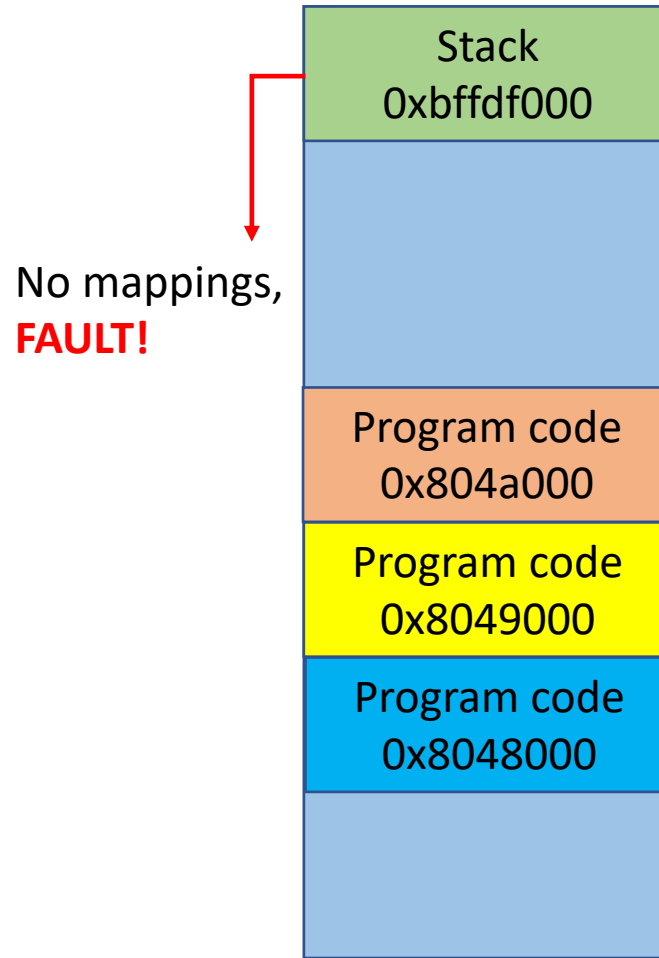 Stack
0xbffdf000
No mappings,
FAULT!
Program code
0x804a000
Program code
0x8049000
Program code
0x8048000